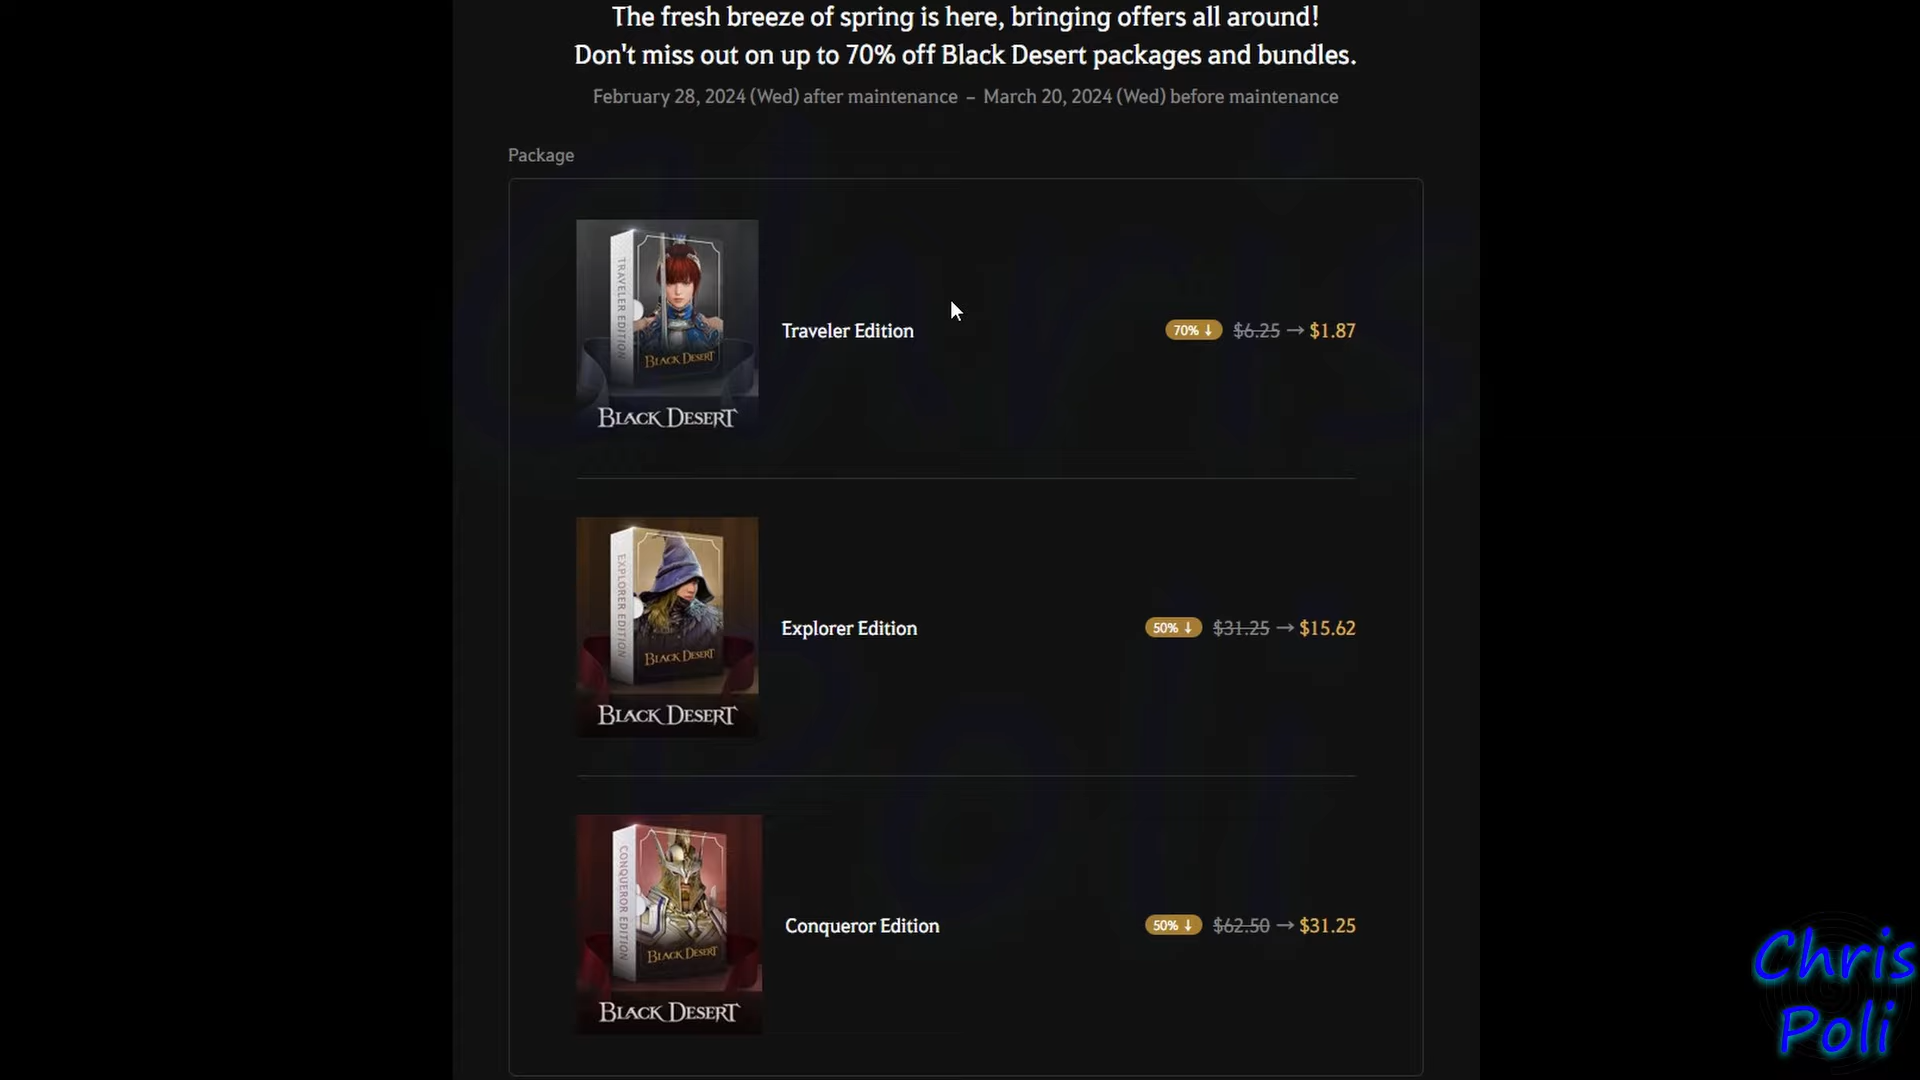 The fresh breeze of spring is here, bringing offers all around!
Don't miss out on up to 70% off Black Desert packages and bundles.
February 28, 2024 (Wed) after maintenance – March 20, 2024 (Wed) before maintenance
Package
TRAVELER EDITION
BLACK DESERT
BLACK DESERT
Traveler Edition
70% ↓ $6.25 → $1.87
EXPLORER EDITION
BLACK DESERT
BLACK DESERT
Explorer Edition
50% ↓ $31.25 → $15.62
CONQUEROR EDITION
BLACK DESERT
BLACK DESERT
Conqueror Edition
50% ↓ $62.50 → $31.25
Chris
Poli